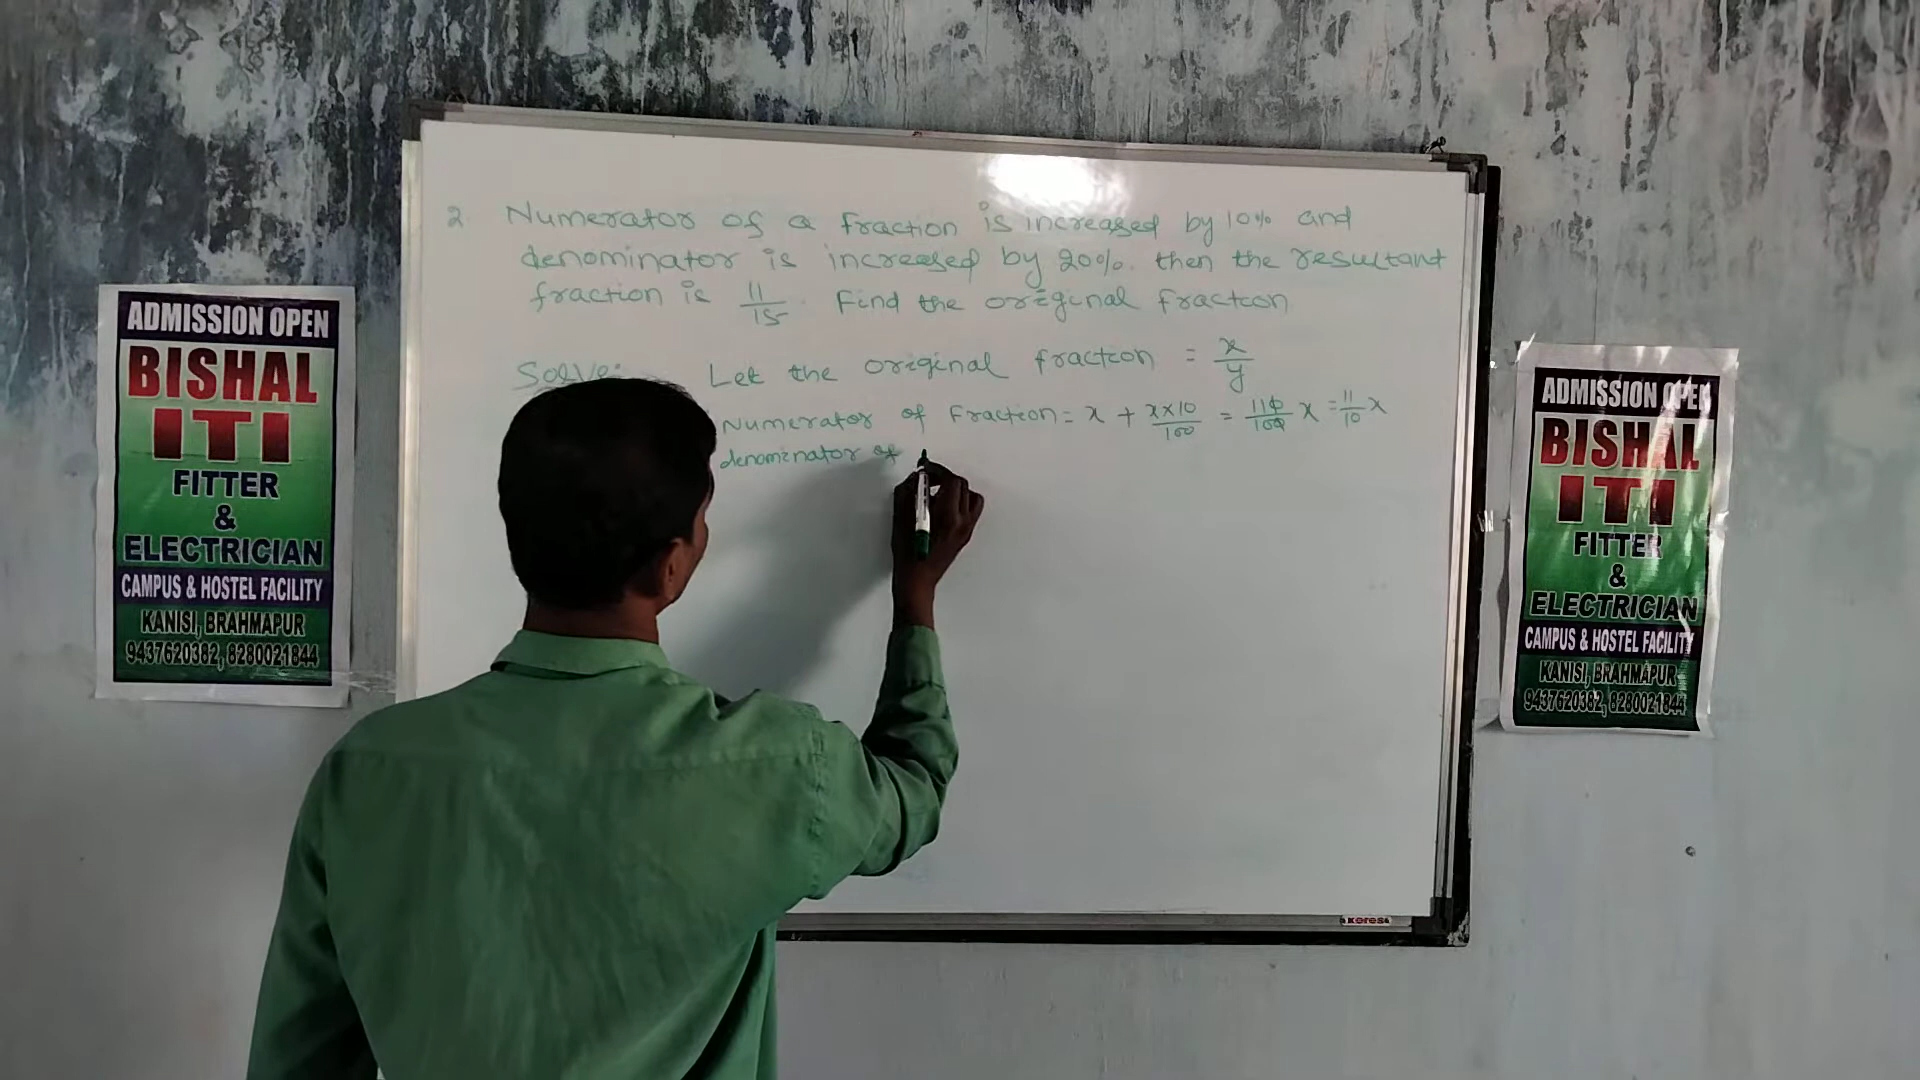 2 Numerator of a fraction is increased by 10% and
denominator is increased by 20%. then the resultant
fraction is 11/15. Find the original fraction
Solve: Let the original fraction = x/y
Numerator of Fraction = x + x×10/100 = 110/100 x = 11/10 x
denominator of
ADMISSION OPEN
BISHAL
ITI
FITTER
&
ELECTRICIAN
CAMPUS & HOSTEL FACILITY
KANISI, BRAHMAPUR
9437620382, 8280021844
ADMISSION OPEN
BISHAL
ITI
FITTER
&
ELECTRICIAN
CAMPUS & HOSTEL FACILITY
KANISI, BRAHMAPUR
9437620382, 8280021844